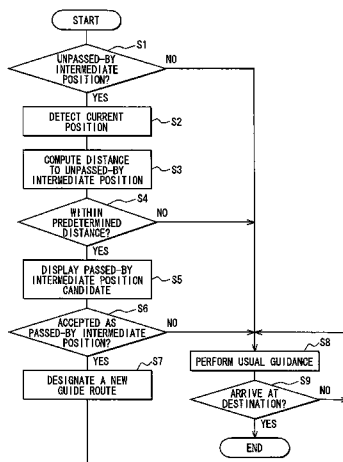 START
S1
UNPASSED-BY
INTERMEDIATE
POSITION?
NO
YES
DETECT CURRENT
POSITION
S2
COMPUTE DISTANCE
TO UNPASSED-BY
INTERMEDIATE POSITION
S3
S4
WITHIN
PREDETERMINED
DISTANCE?
NO
YES
DISPLAY PASSED-BY
INTERMEDIATE POSITION
CANDIDATE
S5
S6
ACCEPTED AS
PASSED-BY INTERMEDIATE
POSITION?
NO
YES
S7
DESIGNATE A NEW
GUIDE ROUTE
S8
PERFORM USUAL GUIDANCE
S9
ARRIVE AT
DESTINATION?
NO
YES
END